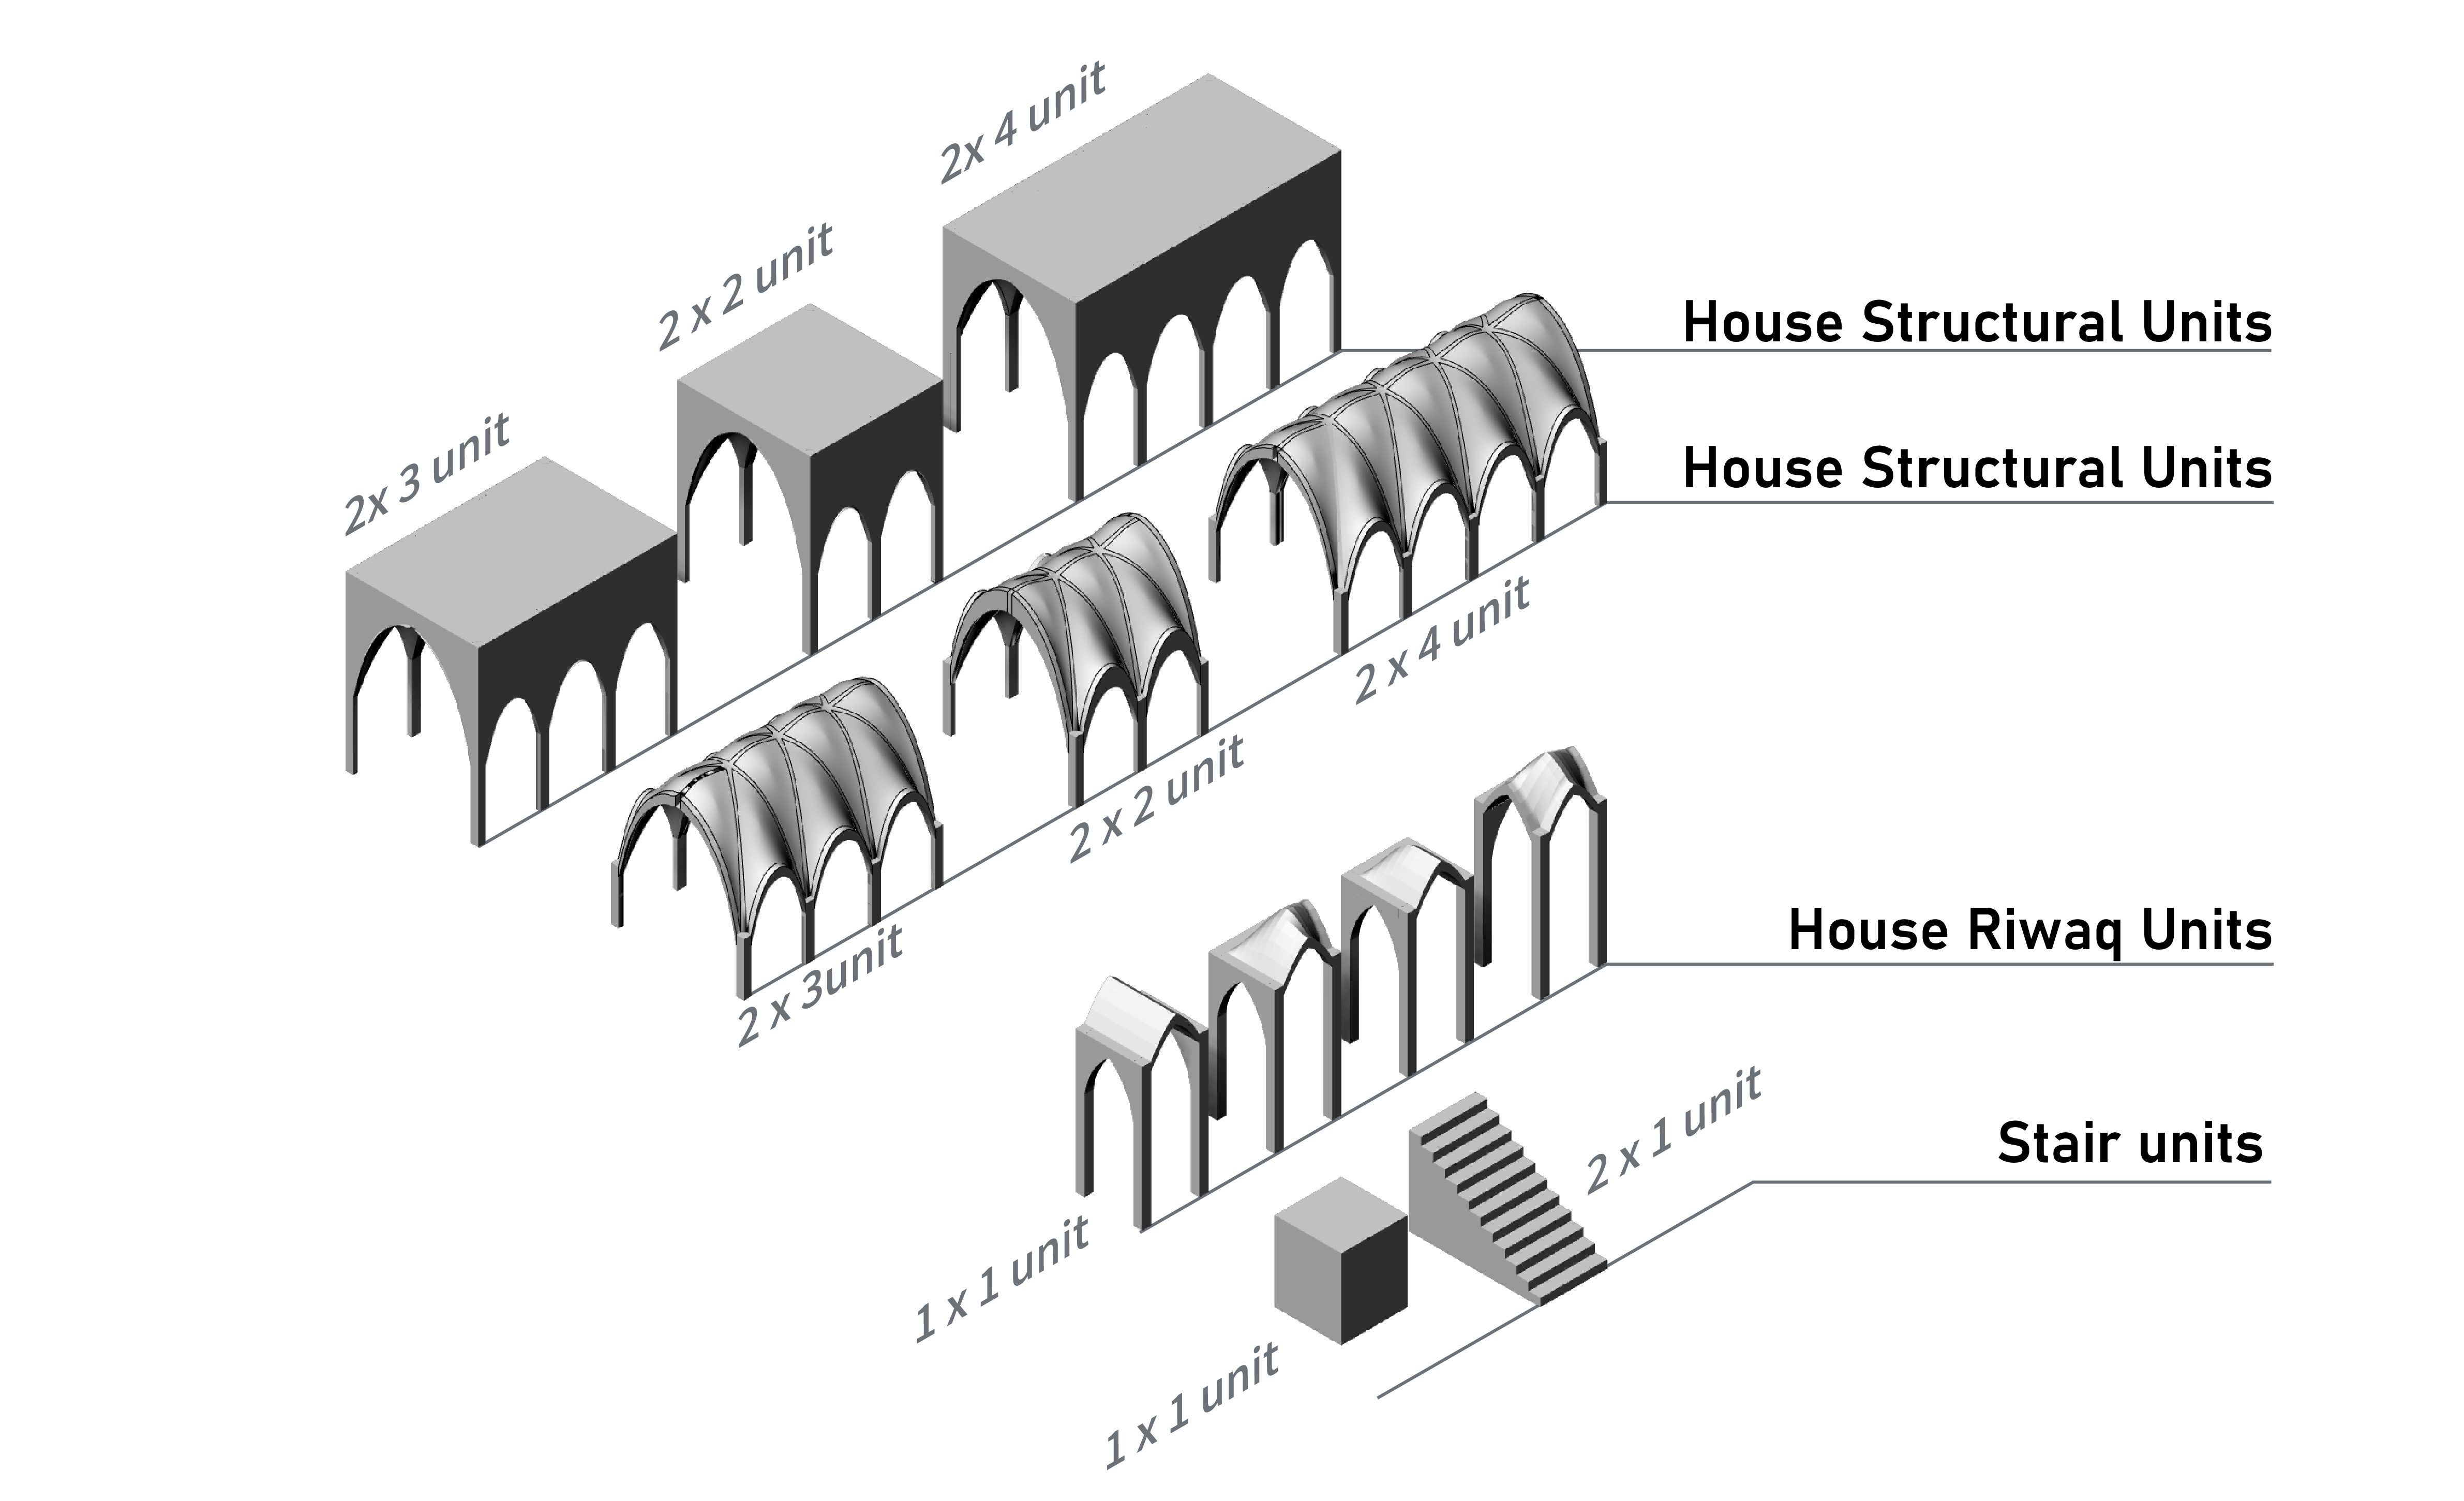 2x 4 unit
2 x 2 unit
2x 3 unit
House Structural Units
House Structural Units
2 x 4 unit
2 x 2 unit
2 x 3unit
House Riwaq Units
1 x 1 unit
2 x 1 unit
Stair units
1 x 1 unit